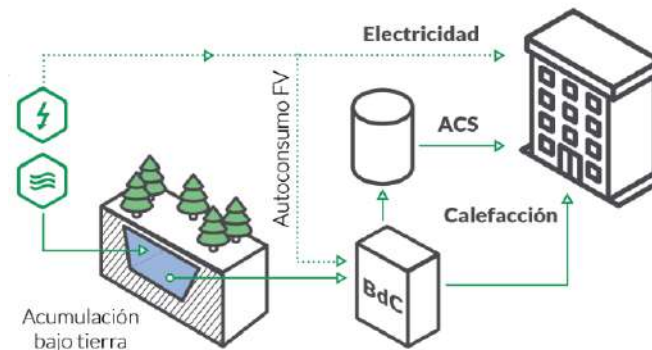 Electricidad
Autoconsumo FV
ACS
Calefacción
BdC
Acumulación
bajo tierra